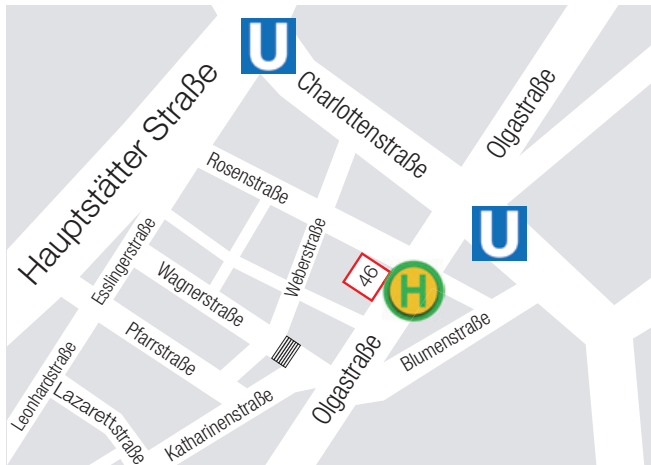 U
Hauptstätter Straße
Charlottenstraße
Olgastraße
Rosenstraße
U
Esslingerstraße
Weberstraße
Wagnerstraße
46
H
Pfarrstraße
Blumenstraße
Olgastraße
Leonhardstraße
Lazarettstraße
Katharinenstraße